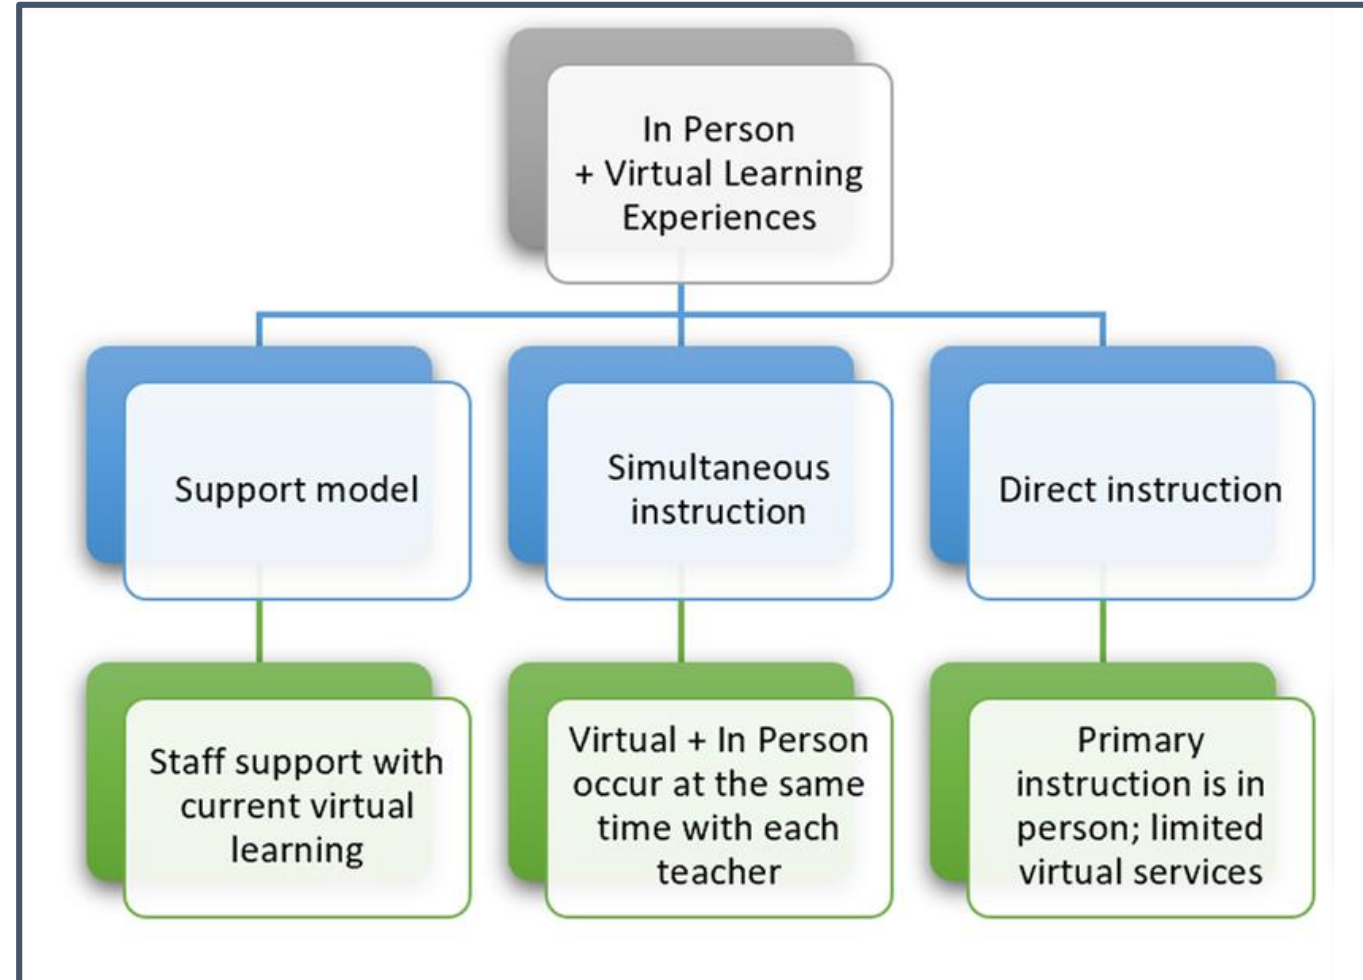 In Person
+ Virtual Learning
Experiences
Support model
Simultaneous
instruction
Direct instruction
Staff support with
current virtual
learning
Virtual + In Person
occur at the same
time with each
teacher
Primary
instruction is in
person; limited
virtual services